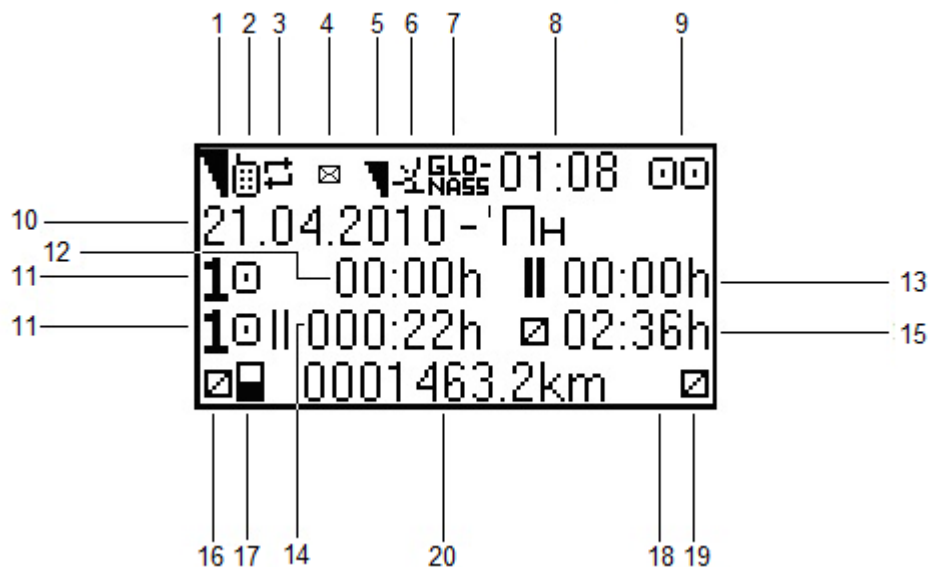 1 2 3 4 5 6 7 8 9
GLO-NASS 01:08
10 21.04.2010 - 'Пн
12
11 1 00:00h 00:00h 13
11 1 000:22h 02:36h 15
0001463.2km
16 17 14 20 18 19